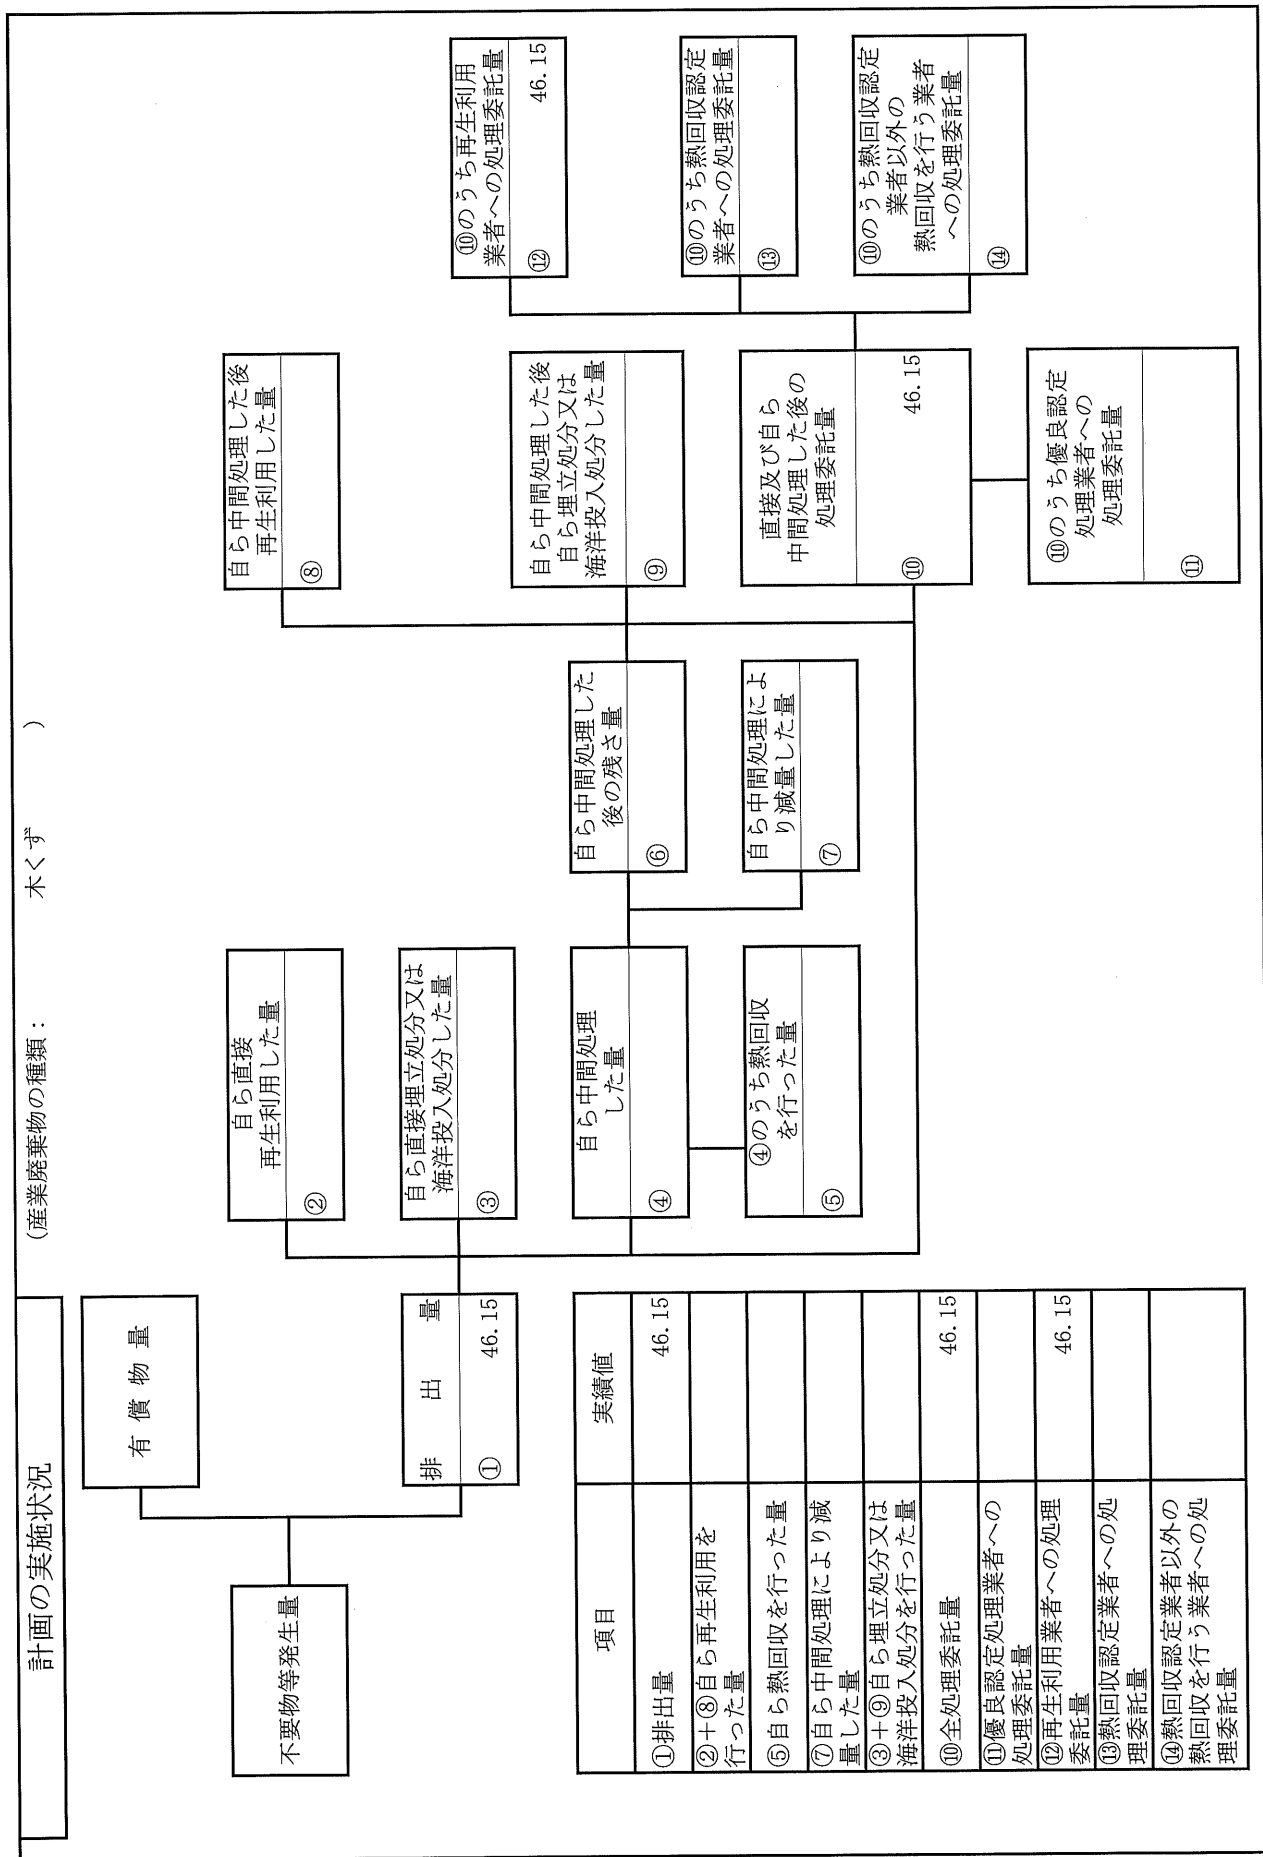 計画の実施状況
(産業廃棄物の種類: 木くず )
不要物等発生量
有償物量
排出量
① 46.15
自ら直接
再生利用した量
②
自ら直接埋立処分又は
海洋投入処分した量
③
自ら中間処理
した量
④
④のうち熱回収
を行った量
⑤
自ら中間処理した
後の残さ量
⑥
自ら中間処理によ
り減量した量
⑦
自ら中間処理した後
再生利用した量
⑧
自ら中間処理した後
自ら埋立処分又は
海洋投入処分した量
⑨
直接及び自ら
中間処理した後の
処理委託量
⑩ 46.15
⑩のうち優良認定
処理業者への
処理委託量
⑪
⑩のうち再生利用
業者への処理委託量
⑫ 46.15
⑩のうち熱回収認定
業者への処理委託量
⑬
⑩のうち熱回収認定
業者以外の
熱回収を行う業者
への処理委託量
⑭
項目 実績値
①排出量 46.15
②+⑧自ら再生利用を
行った量
⑤自ら熱回収を行った量
⑦自ら中間処理により減
量した量
③+⑨自ら埋立処分又は
海洋投入処分を行った量
⑩全処理委託量 46.15
⑪優良認定処理業者への
処理委託量
⑫再生利用業者への処理
委託量 46.15
⑬熱回収認定業者への処
理委託量
⑭熱回収認定業者以外の
熱回収を行う業者への処
理委託量